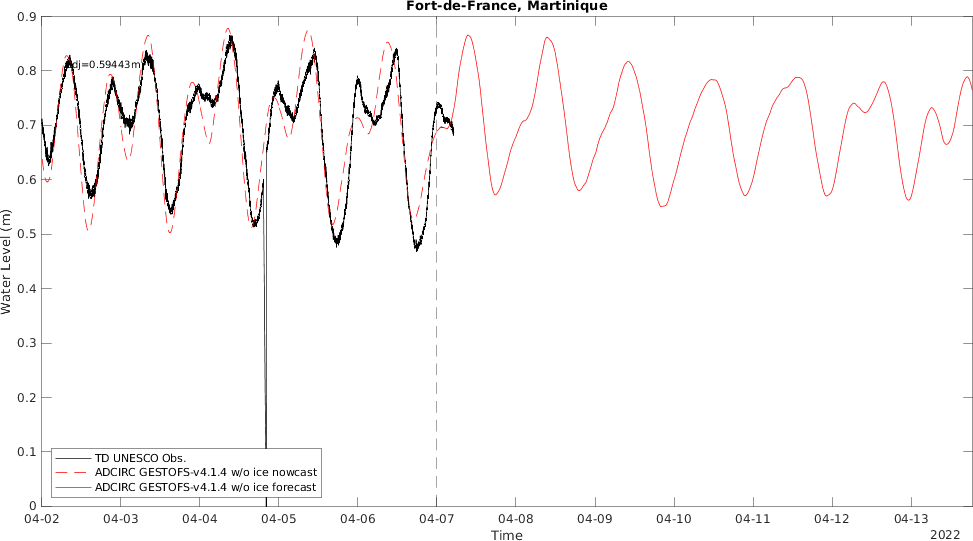 Fort-de-France, Martinique
0.9
0.8
0.7
0.6
0.5
0.4
0.3
0.2
0.1
0
Water Level (m)
dj=0.59443m
TD UNESCO Obs.
ADCIRC GESTOFS-v4.1.4 w/o ice nowcast
ADCIRC GESTOFS-v4.1.4 w/o ice forecast
04-02 04-03 04-04 04-05 04-06 04-07 04-08 04-09 04-10 04-11 04-12 04-13
Time
2022